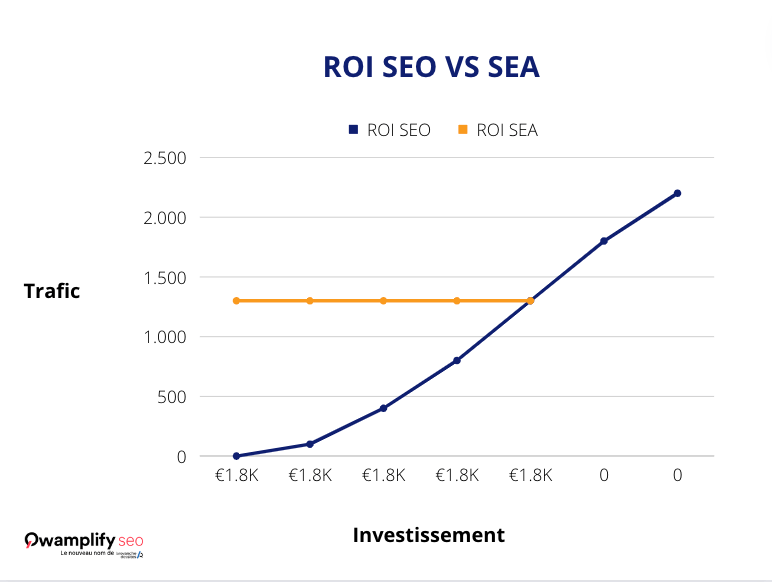 ROI SEO VS SEA
ROI SEO ROI SEA
2.500
2.000
1.500
1.000
500
0
Trafic
€1.8K €1.8K €1.8K €1.8K €1.8K 0 0
Investissement
Qwamplify seo
Le nouveau nom de